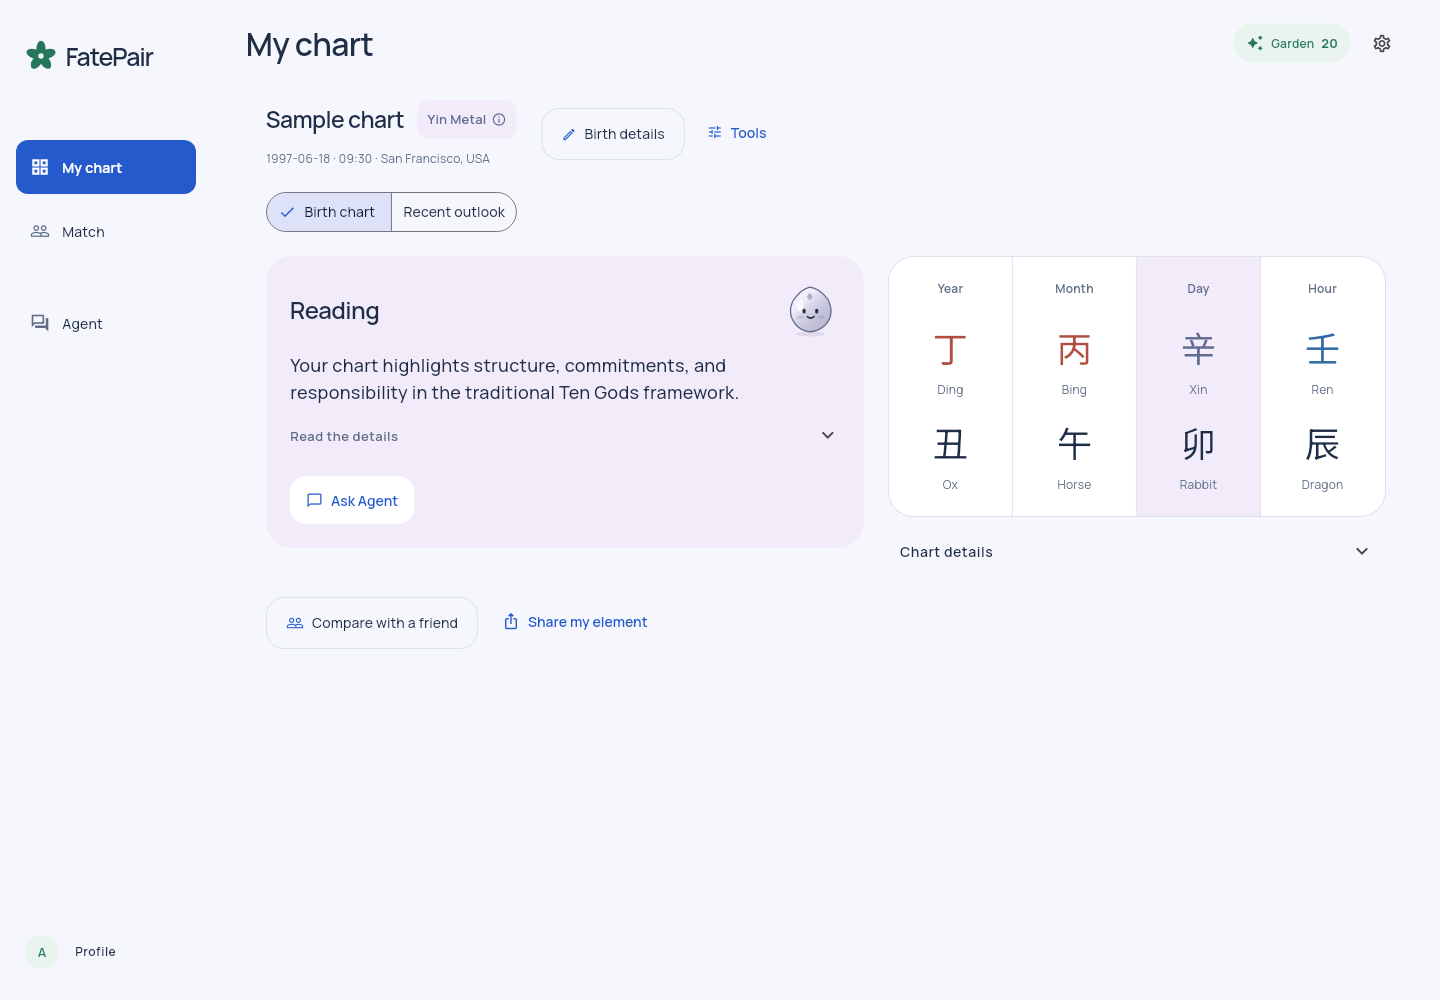 FatePair
My chart
Garden 20
My chart
Match
Agent
Sample chart
Yin Metal
1997-06-18 · 09:30 · San Francisco, USA
Birth details
Tools
Birth chart
Recent outlook
Reading
Your chart highlights structure, commitments, and
responsibility in the traditional Ten Gods framework.
Read the details
Ask Agent
Year Month Day Hour
丁 丙 辛 壬
Ding Bing Xin Ren
丑 午 卯 辰
Ox Horse Rabbit Dragon
Chart details
Compare with a friend
Share my element
A Profile